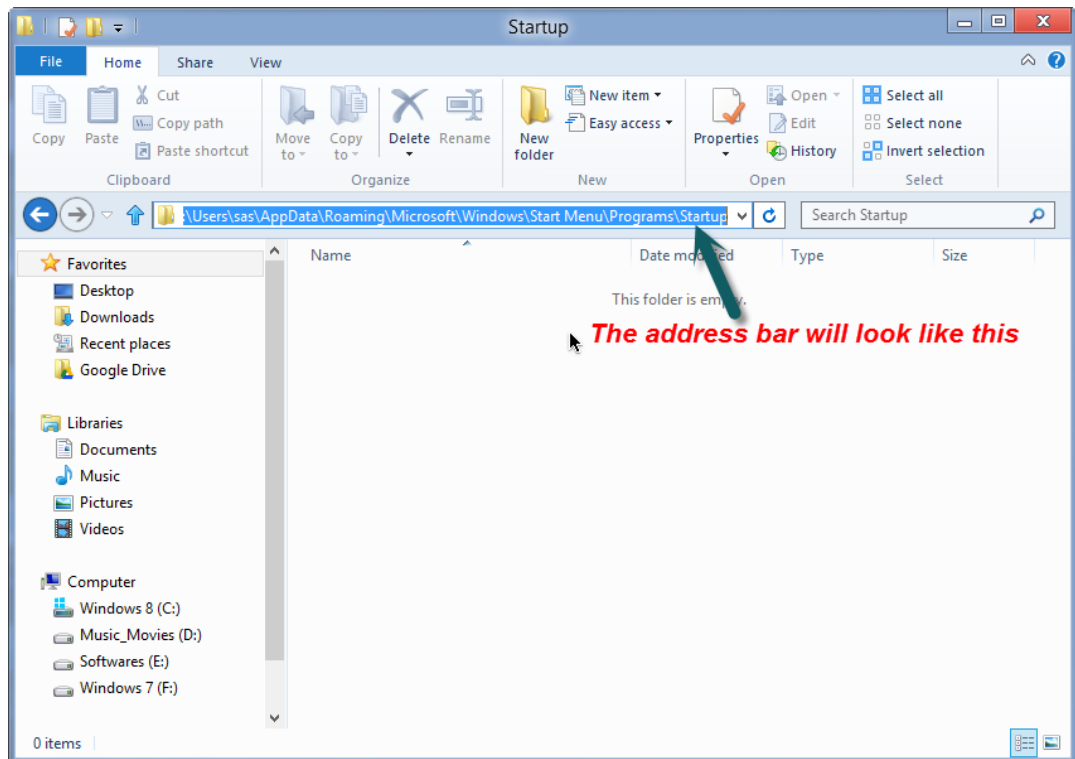 Startup
File Home Share View
Copy
Paste
Cut
Copy path
Paste shortcut
Clipboard
Move to
Copy to
Delete
Rename
Organize
New folder
New item
Easy access
New
Properties
Open
Edit
History
Open
Select all
Select none
Invert selection
Select
:\Users\sas\AppData\Roaming\Microsoft\Windows\Start Menu\Programs\Startup
Search Startup
Name Date modified Type Size
This folder is empty.
The address bar will look like this
Favorites
Desktop
Downloads
Recent places
Google Drive
Libraries
Documents
Music
Pictures
Videos
Computer
Windows 8 (C:)
Music_Movies (D:)
Softwares (E:)
Windows 7 (F:)
0 items